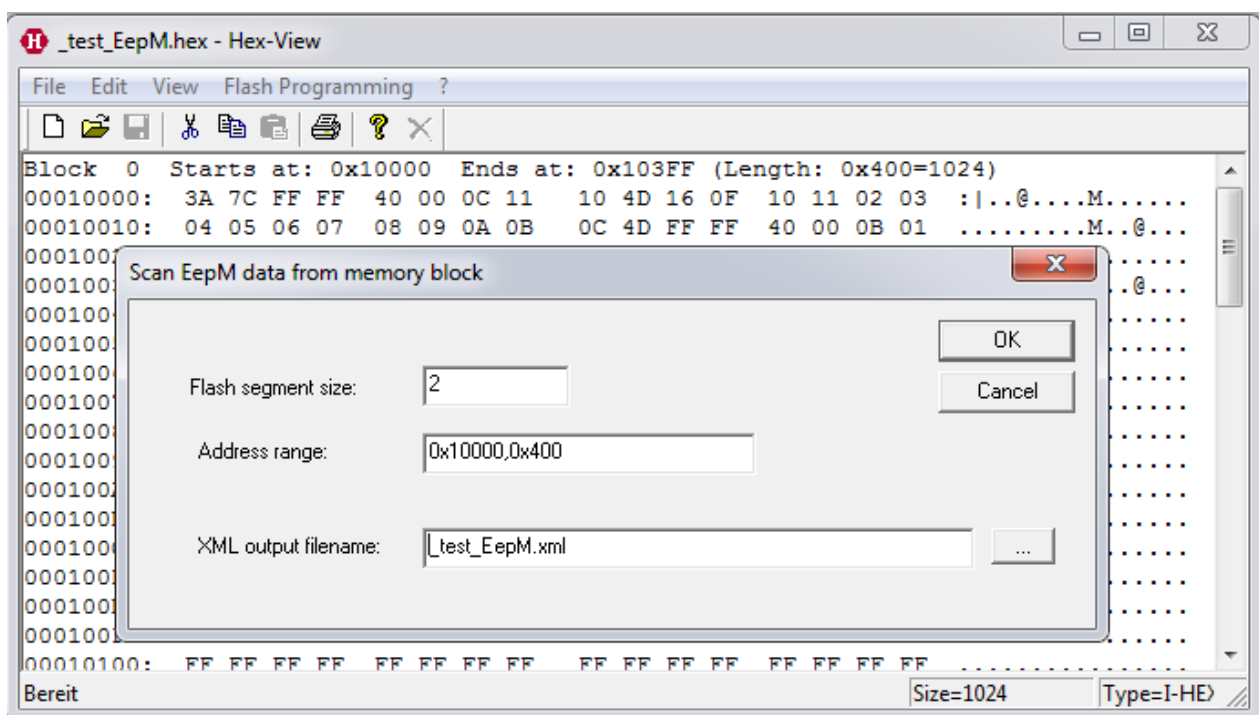 _test_EepM.hex - Hex-View
File Edit View Flash Programming ?
Block 0 Starts at: 0x10000 Ends at: 0x103FF (Length: 0x400=1024)
00010000: 3A 7C FF FF 40 00 0C 11 10 4D 16 0F 10 11 02 03 :|..@....M......
00010010: 04 05 06 07 08 09 0A 0B 0C 4D FF FF 40 00 0B 01 .........M..@...
Scan EepM data from memory block
..@...
OK
Flash segment size: 2
Cancel
Address range: 0x10000,0x400
XML output filename: _test_EepM.xml ...
00010100: FF FF FF FF FF FF FF FF FF FF FF FF FF FF FF FF ................
Bereit Size=1024 Type=I-HE